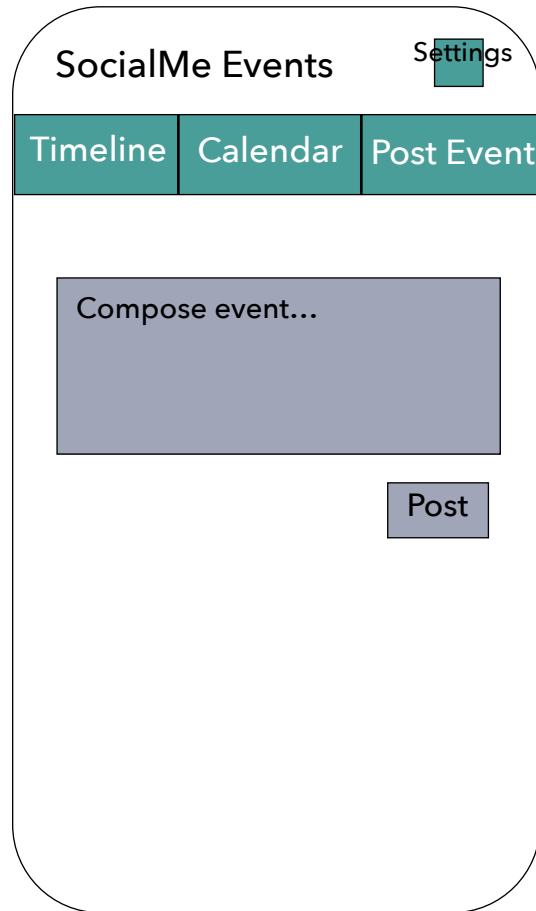 SocialMe Events
Settings
Timeline
Calendar
Post Event
Compose event...
Post